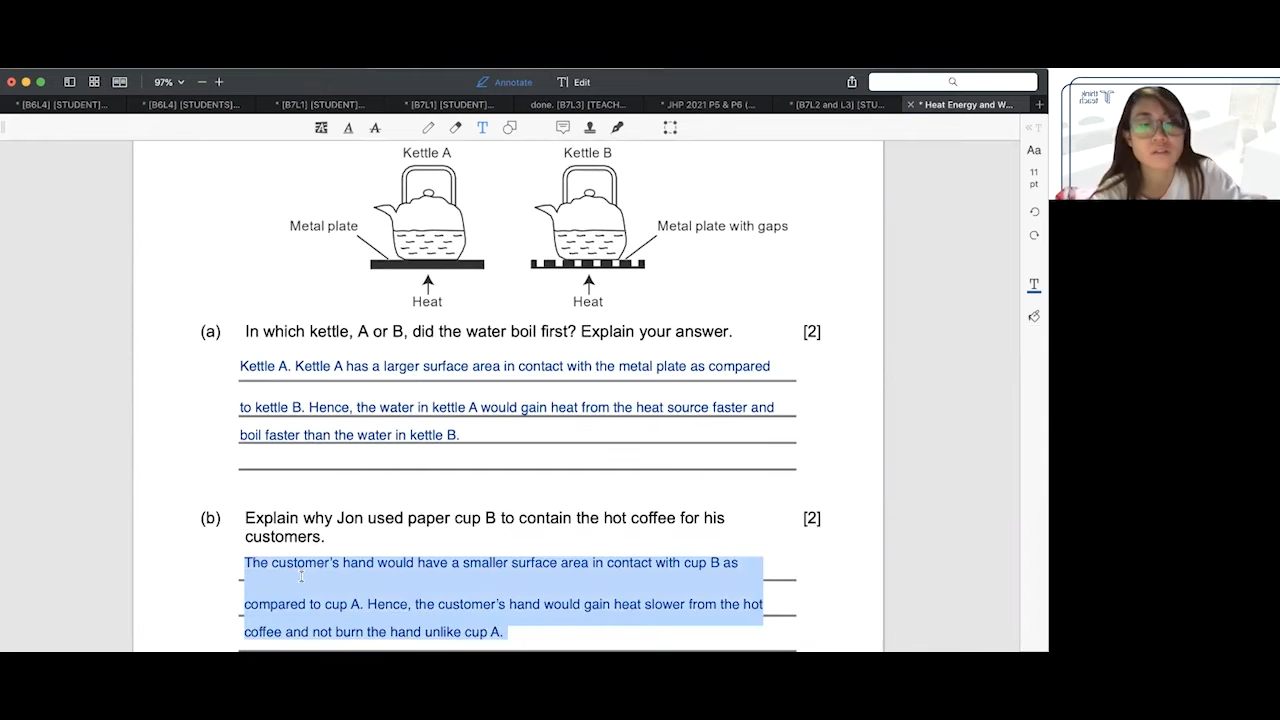 97%
Annotate
Edit
* [B6L4] [STUDENT]...
* [B6L4] [STUDENTS]...
* [B7L1] [STUDENT]...
* [B7L1] [STUDENT]...
done. [B7L3] [TEACH...
* JHP 2021 P5 & P6 (...
* [B7L2 and L3] [STU...
* Heat Energy and W...
Aa
11
pt
think
teach
Kettle A
Kettle B
Metal plate
Metal plate with gaps
Heat
Heat
(a) In which kettle, A or B, did the water boil first? Explain your answer. [2]
Kettle A. Kettle A has a larger surface area in contact with the metal plate as compared
to kettle B. Hence, the water in kettle A would gain heat from the heat source faster and
boil faster than the water in kettle B.
(b) Explain why Jon used paper cup B to contain the hot coffee for his [2]
customers.
The customer's hand would have a smaller surface area in contact with cup B as
compared to cup A. Hence, the customer's hand would gain heat slower from the hot
coffee and not burn the hand unlike cup A.